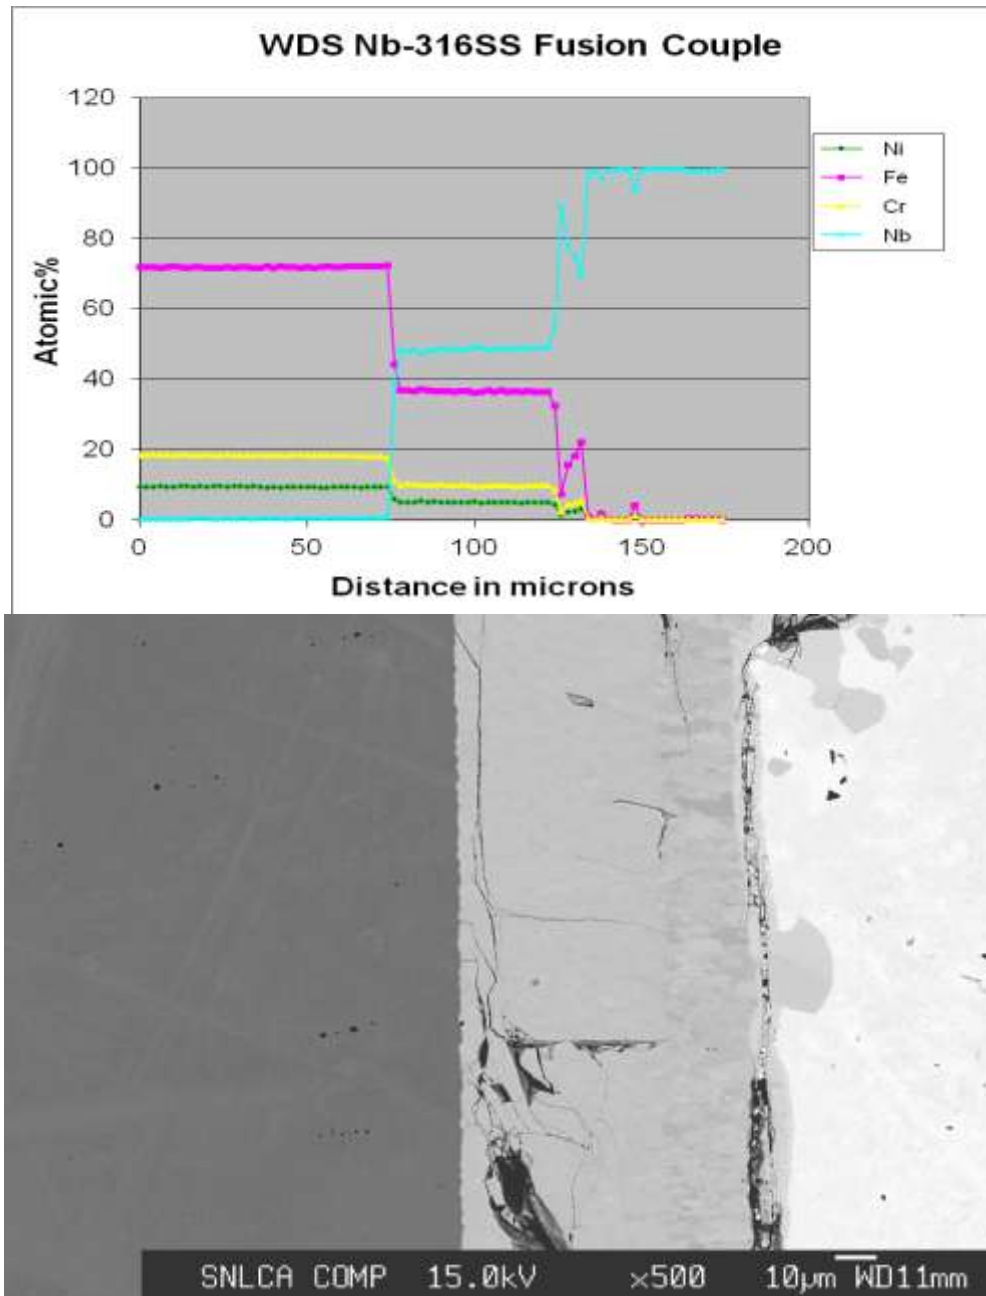 WDS Nb-316SS Fusion Couple
120
100
80
60
40
20
0
Atomic%
0 50 100 150 200
Distance in microns
Ni
Fe
Cr
Nb
SNLCA COMP 15.0kV x500 10µm WD11mm